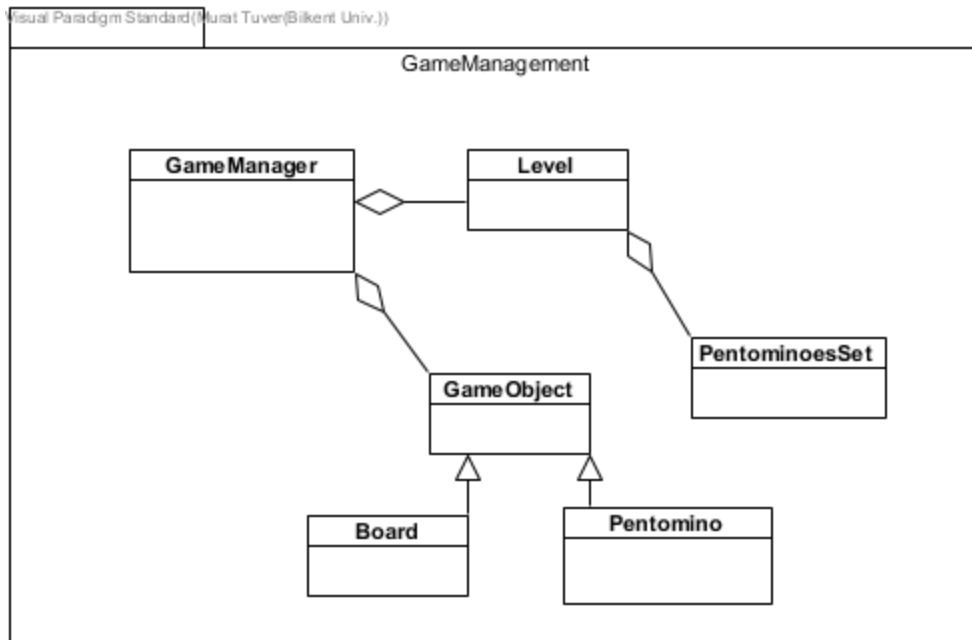 Visual Paradigm Standard(Murat Tuver(Bilkent Univ.))
GameManagement
GameManager
Level
PentominoesSet
GameObject
Board
Pentomino